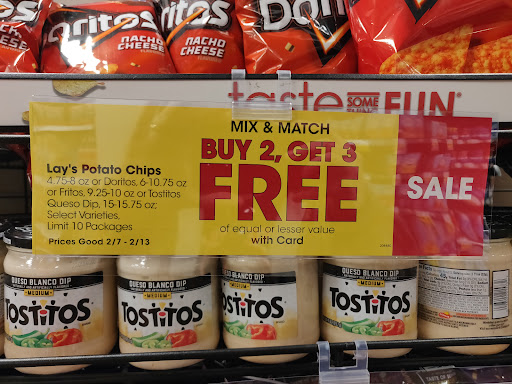 Doritos
NACHO
CHEESE
NACHO
CHEESE
taste SOME FUN
MIX & MATCH
BUY 2, GET 3
FREE
of equal or lesser value
with Card
Lay's Potato Chips
4.75-8 oz or Doritos, 6-10.75 oz
or Fritos, 9.25-10 oz or Tostitos
Queso Dip, 15-15.75 oz;
Select Varieties,
Limit 10 Packages
Prices Good 2/7 - 2/13
SALE
QUESO BLANCO DIP
MEDIUM
TOSTITOS
QUESO BLANCO DIP
MEDIUM
TOSTITOS
QUESO BLANCO DIP
MEDIUM
TOSTITOS
QUESO BLANCO DIP
MEDIUM
TOSTITOS